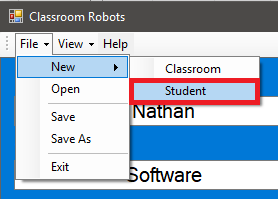 Classroom Robots
File View Help
New
Classroom
Open
Student
Nathan
Save
Save As
Exit
Software